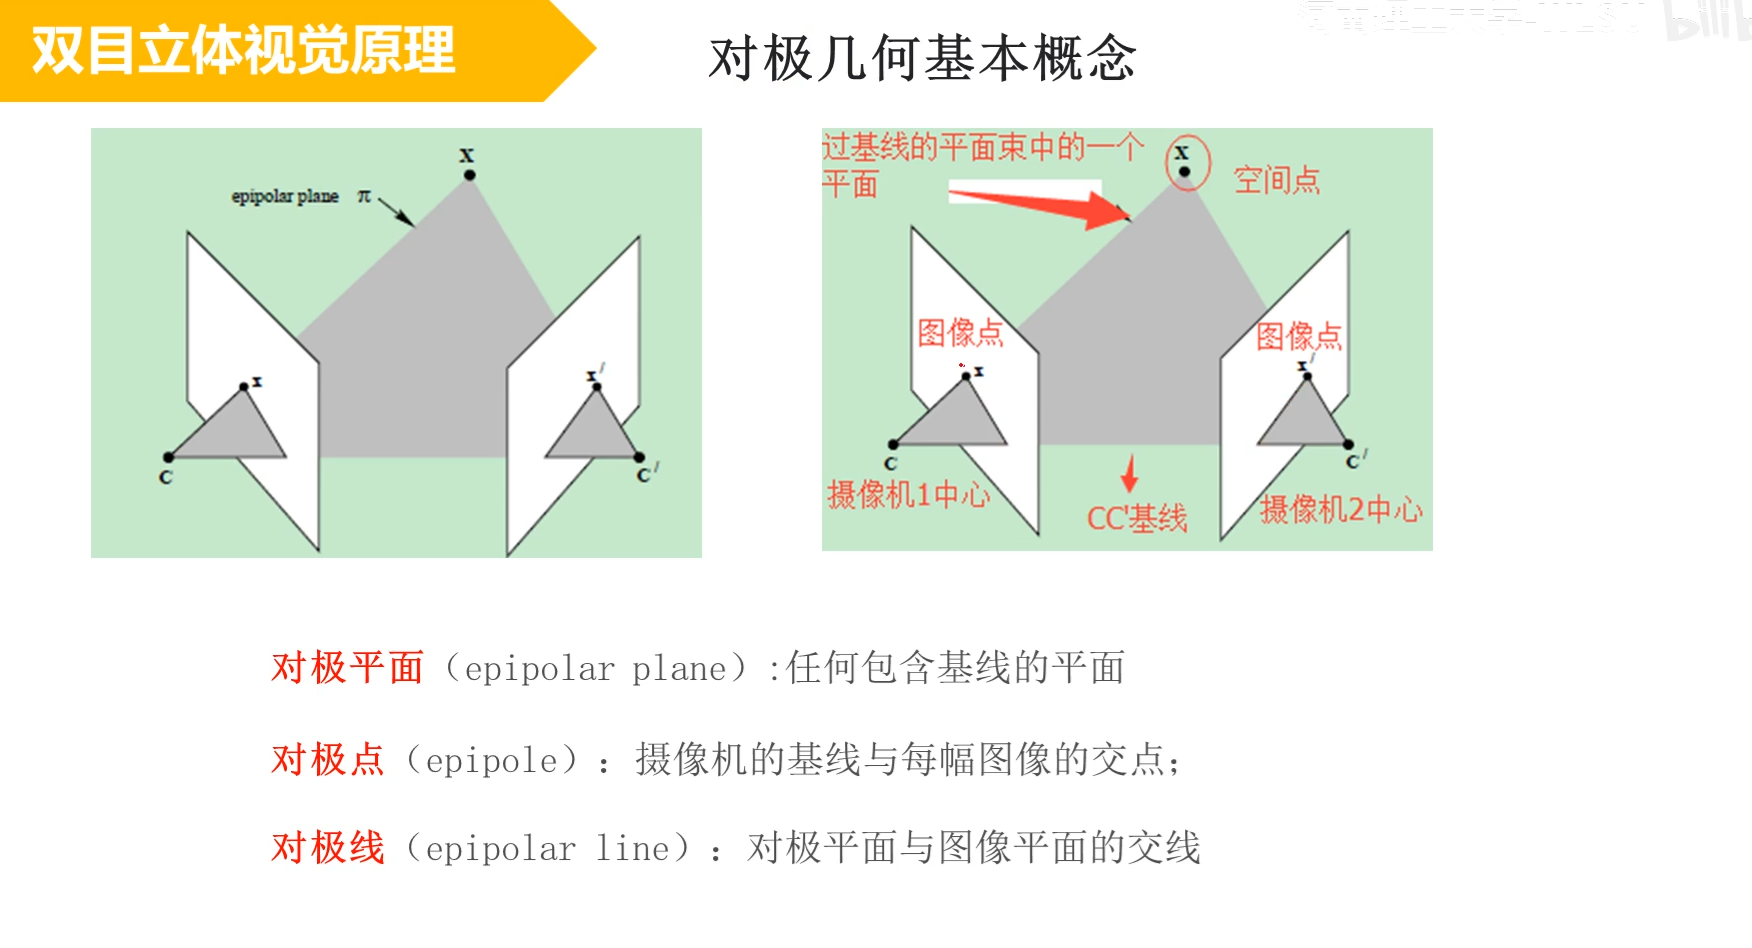 双目立体视觉原理
对极几何基本概念
X
epipolar plane π
x
x/
C
C/
过基线的平面束中的一个
平面
X
空间点
图像点
图像点
x
x/
C
C/
摄像机1中心
CC'基线
摄像机2中心
对极平面（epipolar plane）:任何包含基线的平面
对极点（epipole）：摄像机的基线与每幅图像的交点;
对极线（epipolar line）：对极平面与图像平面的交线